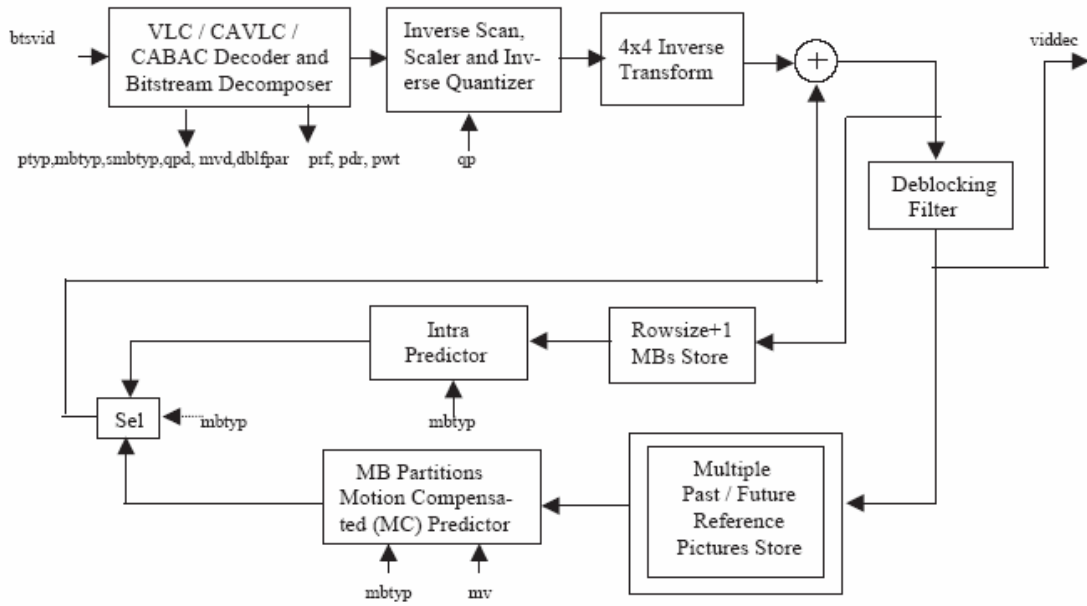 btsvid
VLC / CAVLC /
CABAC Decoder and
Bitstream Decomposer
Inverse Scan,
Scaler and Inv-
erse Quantizer
4x4 Inverse
Transform
+
viddec
ptyp,mbtyp,smbtyp,qpd, mvd,dblfpar
prf, pdr, pwt
qp
Deblocking
Filter
Intra
Predictor
Rowsize+1
MBs Store
Sel
mbtyp
mbtyp
MB Partitions
Motion Compensa-
ted (MC) Predictor
Multiple
Past / Future
Reference
Pictures Store
mbtyp
mv